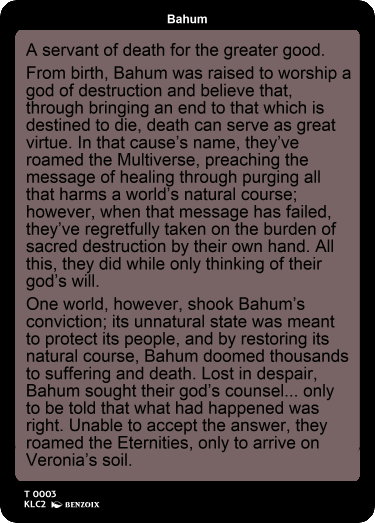 Bahum
A servant of death for the greater good.
From birth, Bahum was raised to worship a
god of destruction and believe that,
through bringing an end to that which is
destined to die, death can serve as great
virtue. In that cause's name, they've
roamed the Multiverse, preaching the
message of healing through purging all
that harms a world's natural course;
however, when that message has failed,
they've regretfully taken on the burden of
sacred destruction by their own hand. All
this, they did while only thinking of their
god's will.
One world, however, shook Bahum's
conviction; its unnatural state was meant
to protect its people, and by restoring its
natural course, Bahum doomed thousands
to suffering and death. Lost in despair,
Bahum sought their god's counsel... only
to be told that what had happened was
right. Unable to accept the answer, they
roamed the Eternities, only to arrive on
Veronia's soil.
T 0003
KLC2 BENZOIX